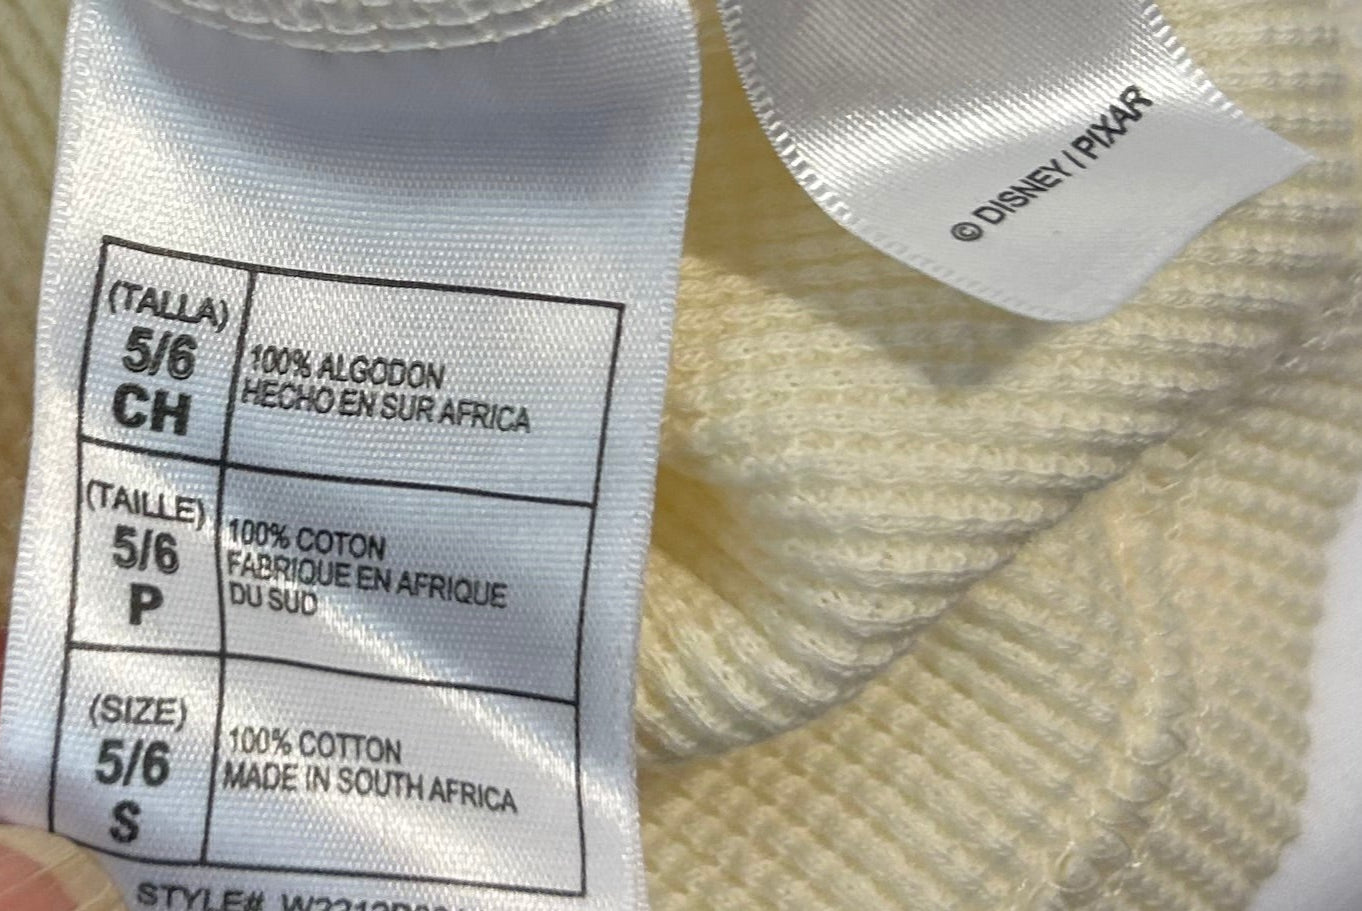 (TALLA)
5/6
CH
100% ALGODON
HECHO EN SUR AFRICA
(TAILLE)
5/6
P
100% COTON
FABRIQUE EN AFRIQUE
DU SUD
(SIZE)
5/6
S
100% COTTON
MADE IN SOUTH AFRICA
STYLE#
© DISNEY | PIXAR